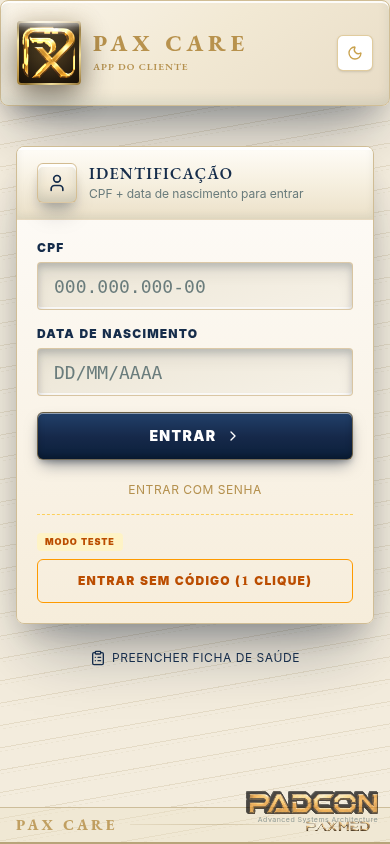 PAX CARE
APP DO CLIENTE
IDENTIFICAÇÃO
CPF + data de nascimento para entrar
CPF
000.000.000-00
DATA DE NASCIMENTO
DD/MM/AAAA
ENTRAR
ENTRAR COM SENHA
MODO TESTE
ENTRAR SEM CÓDIGO (1 CLIQUE)
PREENCHER FICHA DE SAÚDE
PADCON
Advanced Systems Architecture
PAX CARE
PAXMED